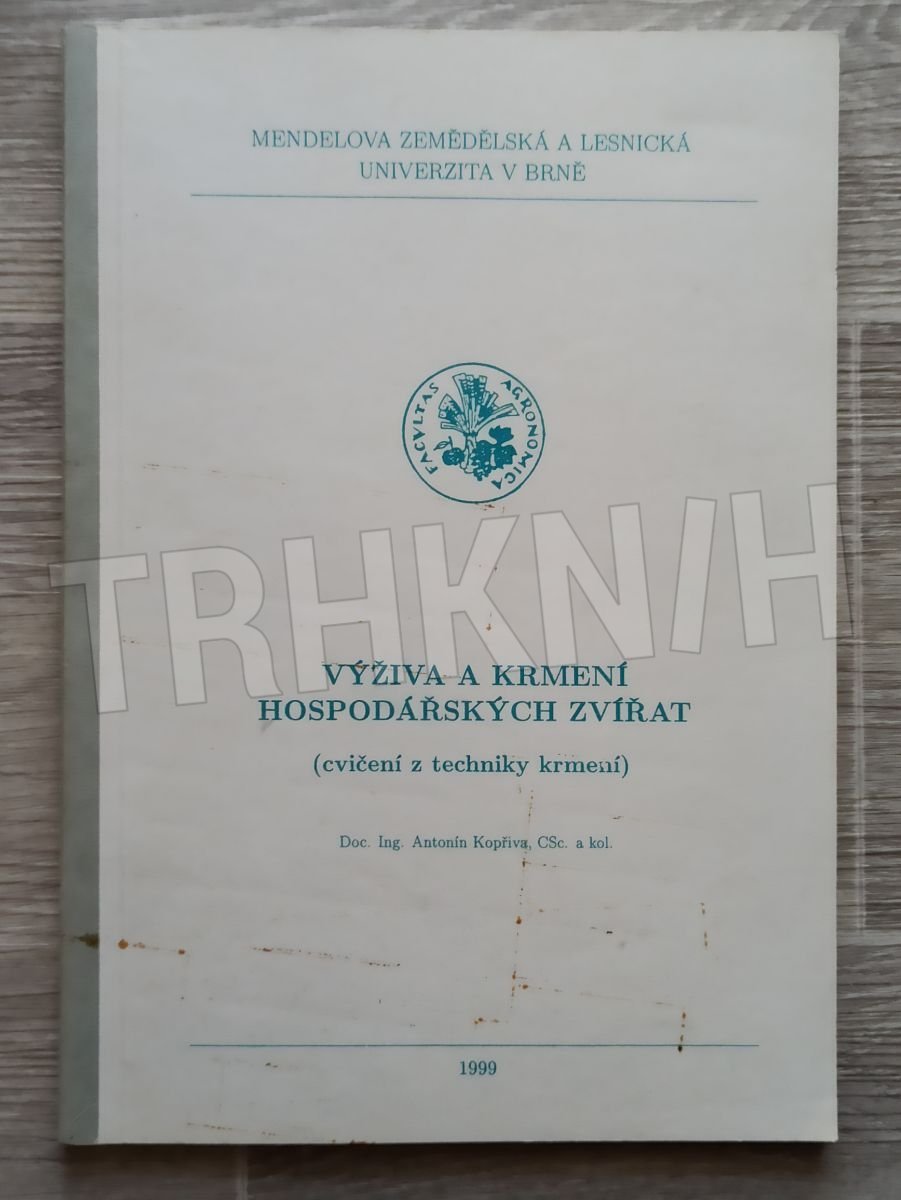 MENDELOVA ZEMĚDĚLSKÁ A LESNICKÁ
UNIVERZITA V BRNĚ
FACVLTAS AGRONOMICA
TRHKNIH
VÝŽIVA A KRMENÍ
HOSPODÁŘSKÝCH ZVÍŘAT
(cvičení z techniky krmení)
Doc. Ing. Antonín Kopřiva, CSc. a kol.
1999